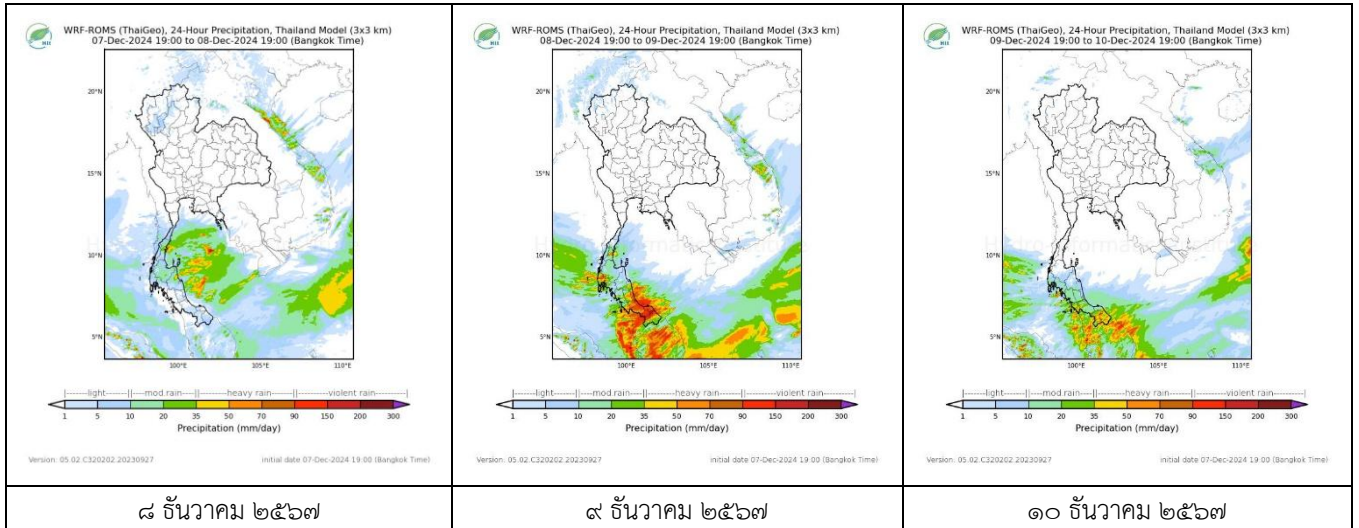 WRF-ROMS (ThaiGeo), 24-Hour Precipitation, Thailand Model (3x3 km)
07-Dec-2024 19:00 to 08-Dec-2024 19:00 (Bangkok Time)
20°N
15°N
10°N
5°N
100°E 105°E 110°E
light mod rain heavy rain violent rain
1 5 10 20 35 50 70 90 150 200 300
Precipitation (mm/day)
Version: 05.02.C320202.20230927 initial date 07-Dec-2024 19:00 (Bangkok Time)
๘ ธันวาคม ๒๕๖๗
WRF-ROMS (ThaiGeo), 24-Hour Precipitation, Thailand Model (3x3 km)
08-Dec-2024 19:00 to 09-Dec-2024 19:00 (Bangkok Time)
20°N
15°N
10°N
5°N
100°E 105°E 110°E
light mod rain heavy rain violent rain
1 5 10 20 35 50 70 90 150 200 300
Precipitation (mm/day)
Version: 05.02.C320202.20230927 initial date 07-Dec-2024 19:00 (Bangkok Time)
๙ ธันวาคม ๒๕๖๗
WRF-ROMS (ThaiGeo), 24-Hour Precipitation, Thailand Model (3x3 km)
09-Dec-2024 19:00 to 10-Dec-2024 19:00 (Bangkok Time)
20°N
15°N
10°N
5°N
100°E 105°E 110°E
light mod rain heavy rain violent rain
1 5 10 20 35 50 70 90 150 200 300
Precipitation (mm/day)
Version: 05.02.C320202.20230927 initial date 07-Dec-2024 19:00 (Bangkok Time)
๑๐ ธันวาคม ๒๕๖๗